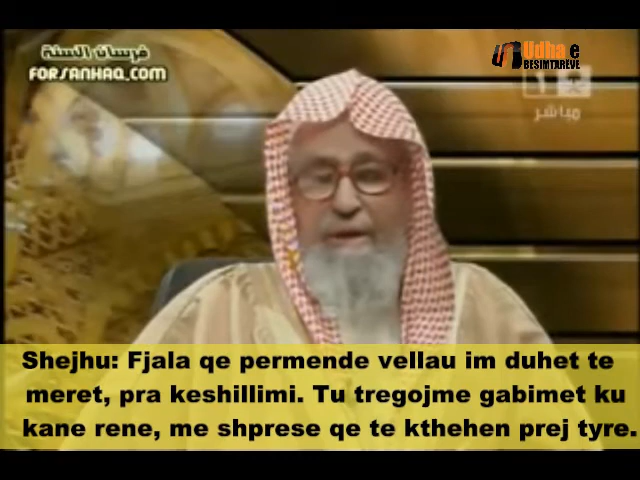 فرسان السنة
FORSANHAQ.COM
Udha e
BESIMTARËVE
مباشر
Shejhu: Fjala qe permende vellau im duhet te
meret, pra keshillimi. Tu tregojme gabimet ku
kane rene, me shprese qe te kthehen prej tyre.